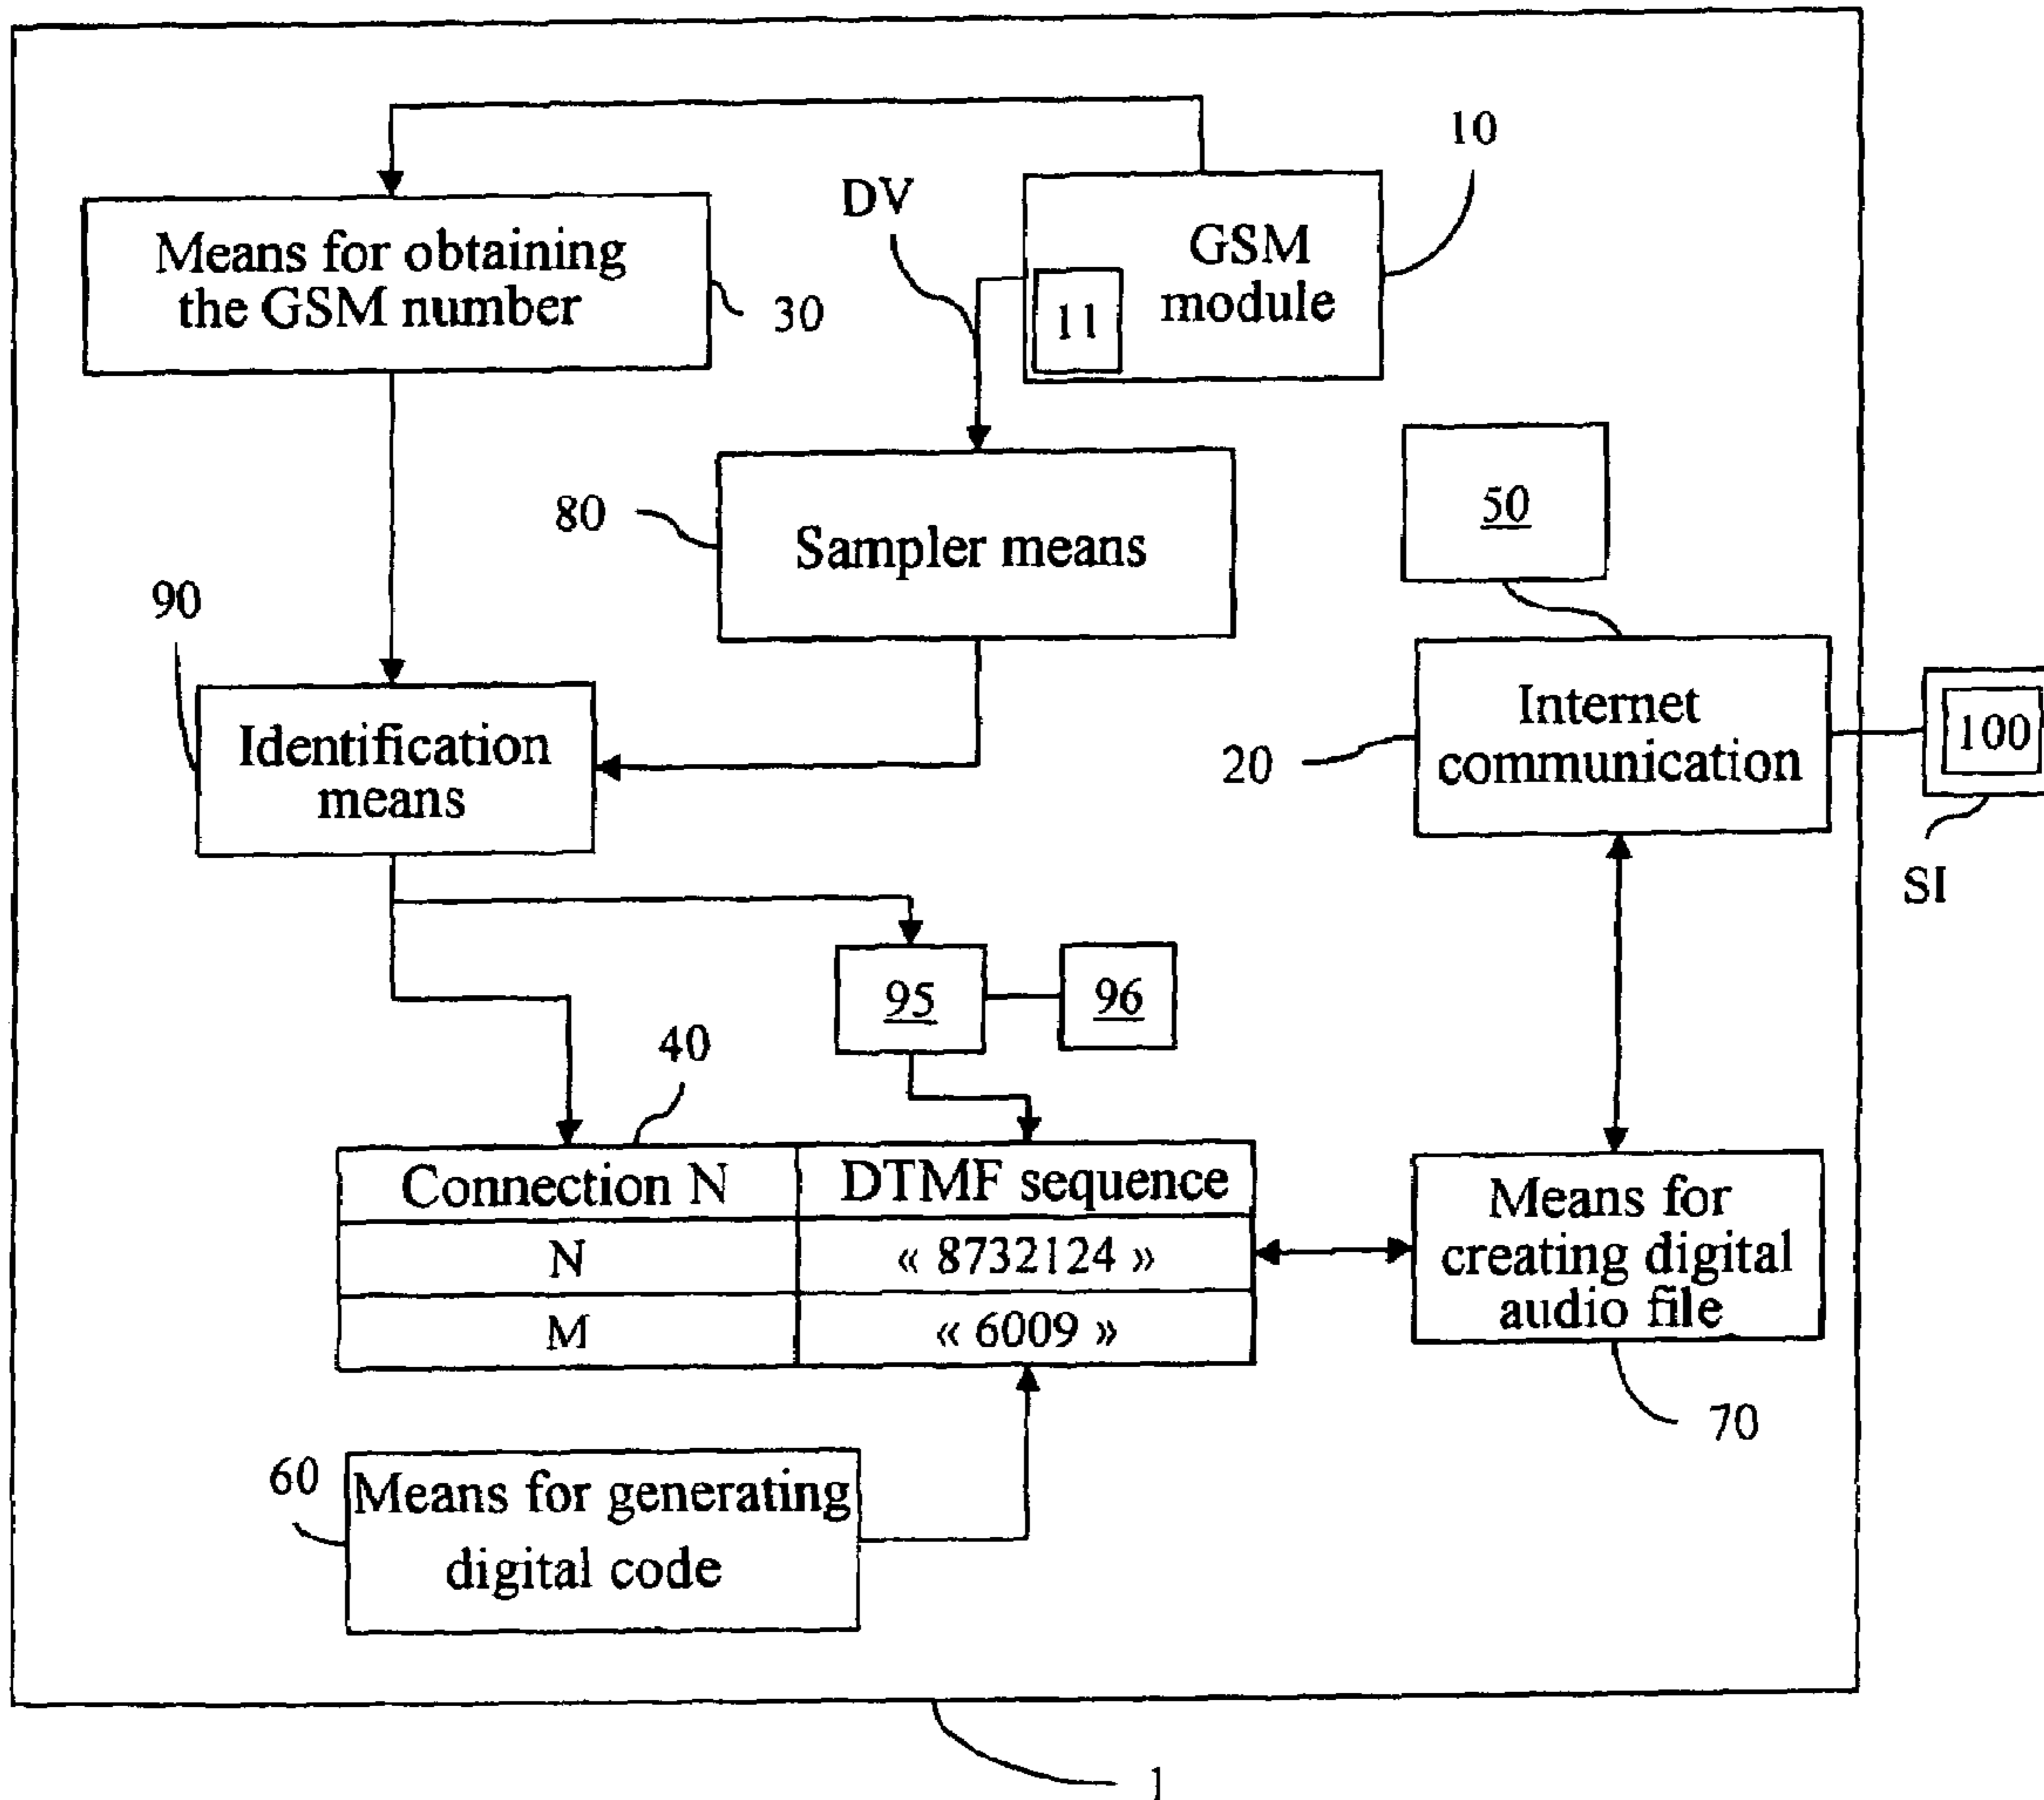 10
DV
GSM
module
11
Means for obtaining
the GSM number
30
50
80
Sampler means
90
Identification
means
Internet
communication
20
100
SI
95
96
40
Connection N
DTMF sequence
N
« 8732124 »
M
« 6009 »
Means for
creating digital
audio file
70
60
Means for generating
digital code
1